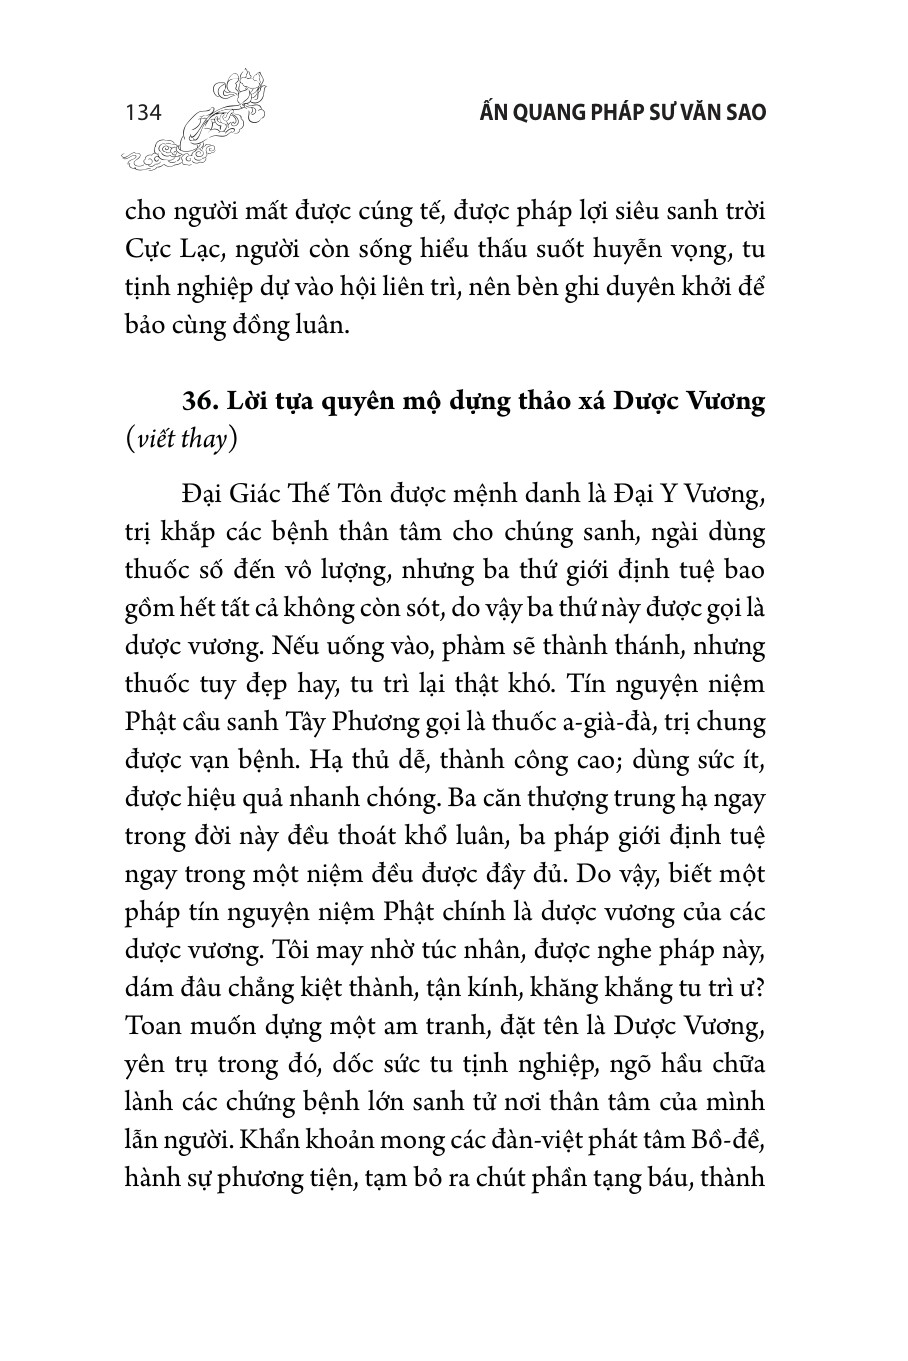 134
ẤN QUANG PHÁP SƯ VĂN SAO
cho người mất được cúng tế, được pháp lợi siêu sanh trời
Cực Lạc, người còn sống hiểu thấu suốt huyễn vọng, tu
tịnh nghiệp dự vào hội liên trì, nên bèn ghi duyên khởi để
bảo cùng đồng luân.
36. Lời tựa quyên mộ dựng thảo xá Dược Vương
(viết thay)
Đại Giác Thế Tôn được mệnh danh là Đại Y Vương,
trị khắp các bệnh thân tâm cho chúng sanh, ngài dùng
thuốc số đến vô lượng, nhưng ba thứ giới định tuệ bao
gồm hết tất cả không còn sót, do vậy ba thứ này được gọi là
dược vương. Nếu uống vào, phàm sẽ thành thánh, nhưng
thuốc tuy đẹp hay, tu trì lại thật khó. Tín nguyện niệm
Phật cầu sanh Tây Phương gọi là thuốc a-già-đà, trị chung
được vạn bệnh. Hạ thủ dễ, thành công cao; dùng sức ít,
được hiệu quả nhanh chóng. Ba căn thượng trung hạ ngay
trong đời này đều thoát khổ luân, ba pháp giới định tuệ
ngay trong một niệm đều được đầy đủ. Do vậy, biết một
pháp tín nguyện niệm Phật chính là dược vương của các
dược vương. Tôi may nhờ túc nhân, được nghe pháp này,
dám đâu chẳng kiệt thành, tận kính, khăng khắng tu trì ư?
Toan muốn dựng một am tranh, đặt tên là Dược Vương,
yên trụ trong đó, dốc sức tu tịnh nghiệp, ngõ hầu chữa
lành các chứng bệnh lớn sanh tử nơi thân tâm của mình
lẫn người. Khẩn khoản mong các đàn-việt phát tâm Bồ-đề,
hành sự phương tiện, tạm bỏ ra chút phần tạng báu, thành